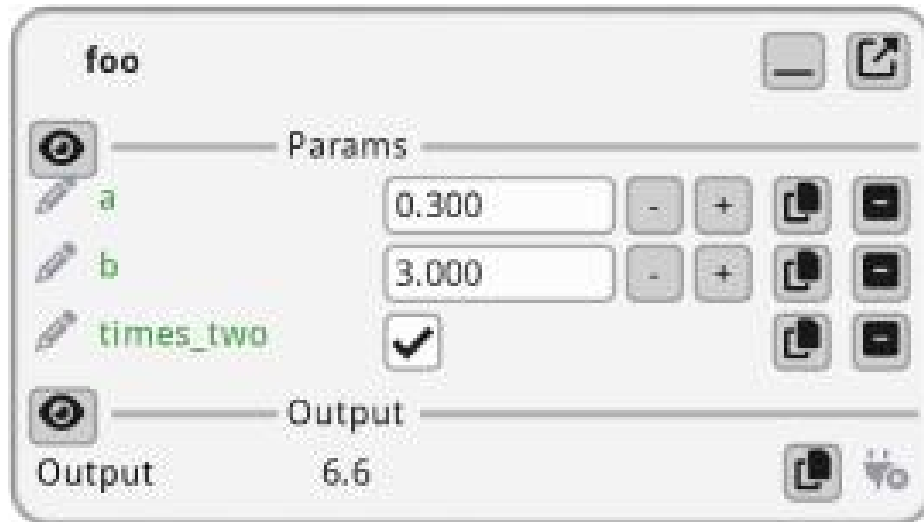 foo
Params
a 0.300 - +
b 3.000 - +
times_two
Output
Output 6.6